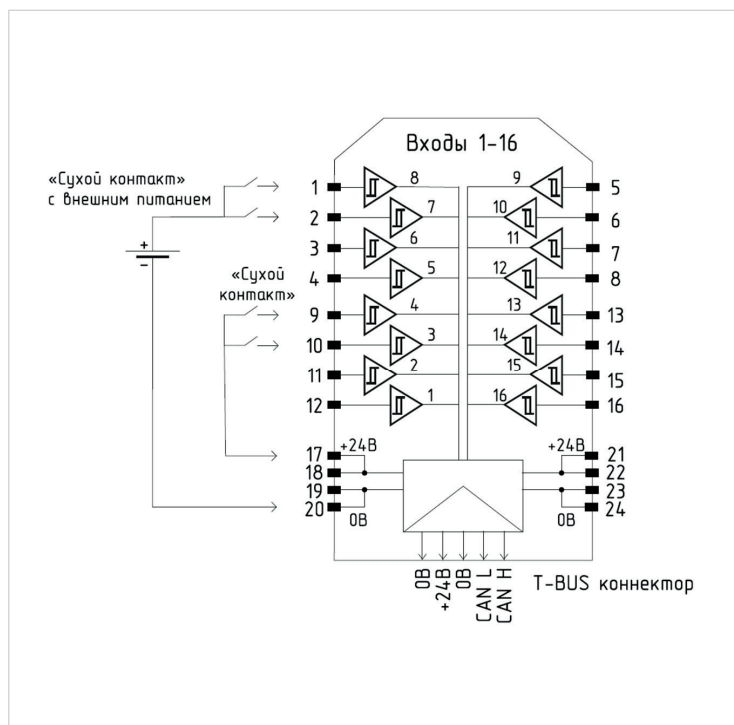 Входы 1-16
«Сухой контакт»
с внешним питанием
+
-
«Сухой
контакт»
1 8 9 5
2 7 10 6
3 6 11 7
4 5 12 8
9 4 13 13
10 3 14 14
11 2 15 15
12 1 16 16
17 +24В +24В 21
18 22
19 23
20 0В 0В 24
0В
+24В
0В
CAN L
CAN H
T-BUS коннектор